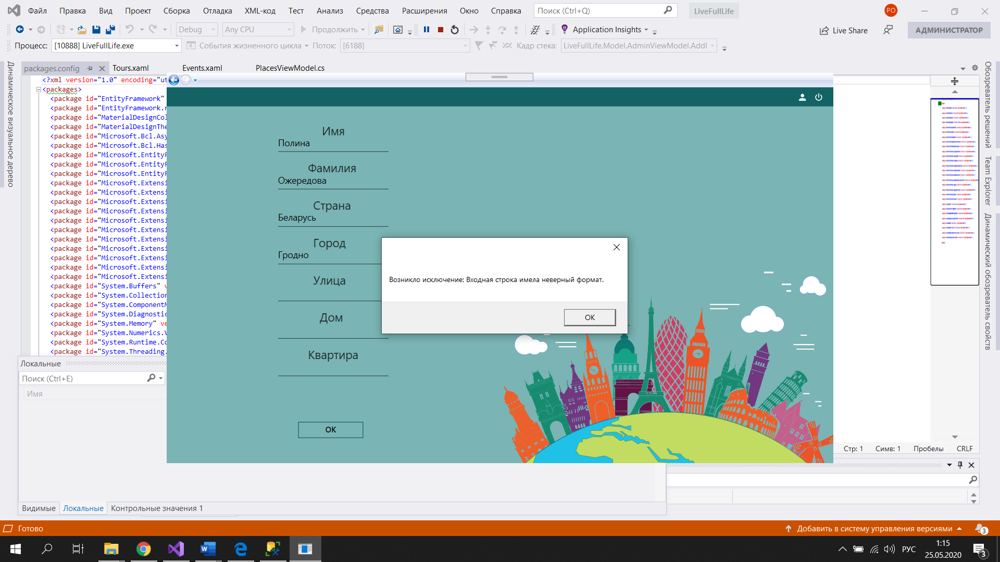 Файл Правка Вид Проект Сборка Отладка XML-код Тест Анализ Средства Расширения Окно Справка Поиск (Ctrl+Q) LiveFullLife PO
Debug Any CPU Продолжить Application Insights Live Share АДМИНИСТРАТОР
Процесс: [10888] LiveFullLife.exe События жизненного цикла Поток: [6188] Кадр стека: LiveFullLife.Model.AdminViewModel.AddI
packages.config Tours.xaml Events.xaml PlacesViewModel.cs
Динамическое визуальное дерево
<?xml version="1.0" encoding="ut
<packages>
<package id="EntityFramework"
<package id="EntityFramework.r
<package id="MaterialDesignCol
<package id="MaterialDesignThe
<package id="Microsoft.Bcl.Asy
<package id="Microsoft.Bcl.Has
<package id="Microsoft.EntityF
<package id="Microsoft.EntityF
<package id="Microsoft.EntityF
<package id="Microsoft.Extensi
<package id="Microsoft.Extensi
<package id="Microsoft.Extensi
<package id="Microsoft.Extensi
<package id="Microsoft.Extensi
<package id="Microsoft.Extensi
<package id="Microsoft.Extensi
<package id="Microsoft.Extensi
<package id="Microsoft.Extensi
<package id="Microsoft.Extensi
<package id="Microsoft.Extensi
<package id="System.Buffers" v
<package id="System.Collection
<package id="System.ComponentM
<package id="System.Diagnostic
<package id="System.Memory" ve
<package id="System.Numerics.V
<package id="System.Runtime.Co
<package id="System.Threading.
Имя
Полина
Фамилия
Ожередова
Страна
Беларусь
Город
Гродно
Улица
Дом
Квартира
OK
Возникло исключение: Входная строка имела неверный формат.
OK
Обозреватель решений
Team Explorer
Динамический обозреватель свойств
Стр: 1 Симв: 1 Пробелы CRLF
Локальные
Поиск (Ctrl+E)
Имя
Видимые Локальные Контрольные значения 1
Готово Добавить в систему управления версиями 3
РУС 1:15
25.05.2020 3